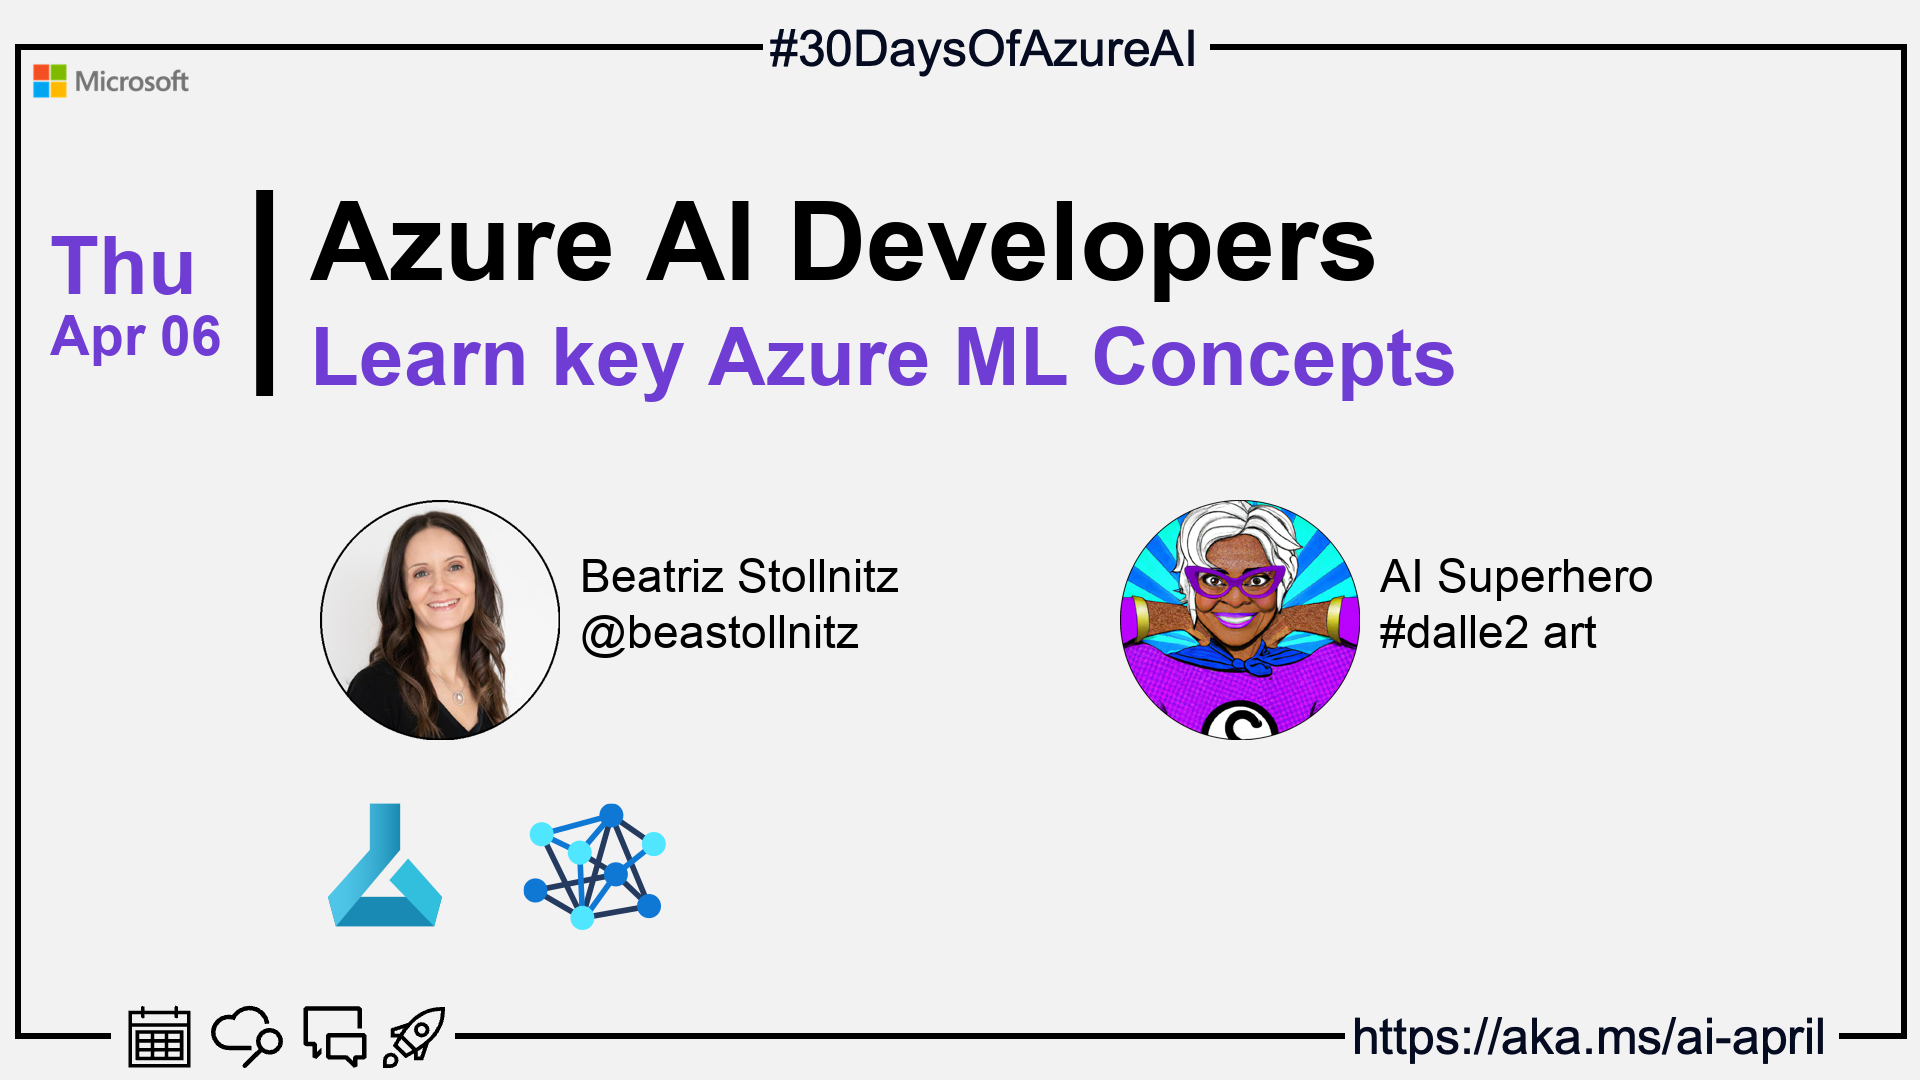 #30DaysOfAzureAI
Microsoft
Thu
Apr 06
Azure AI Developers
Learn key Azure ML Concepts
Beatriz Stollnitz
@beastollnitz
AI Superhero
#dalle2 art
https://aka.ms/ai-april